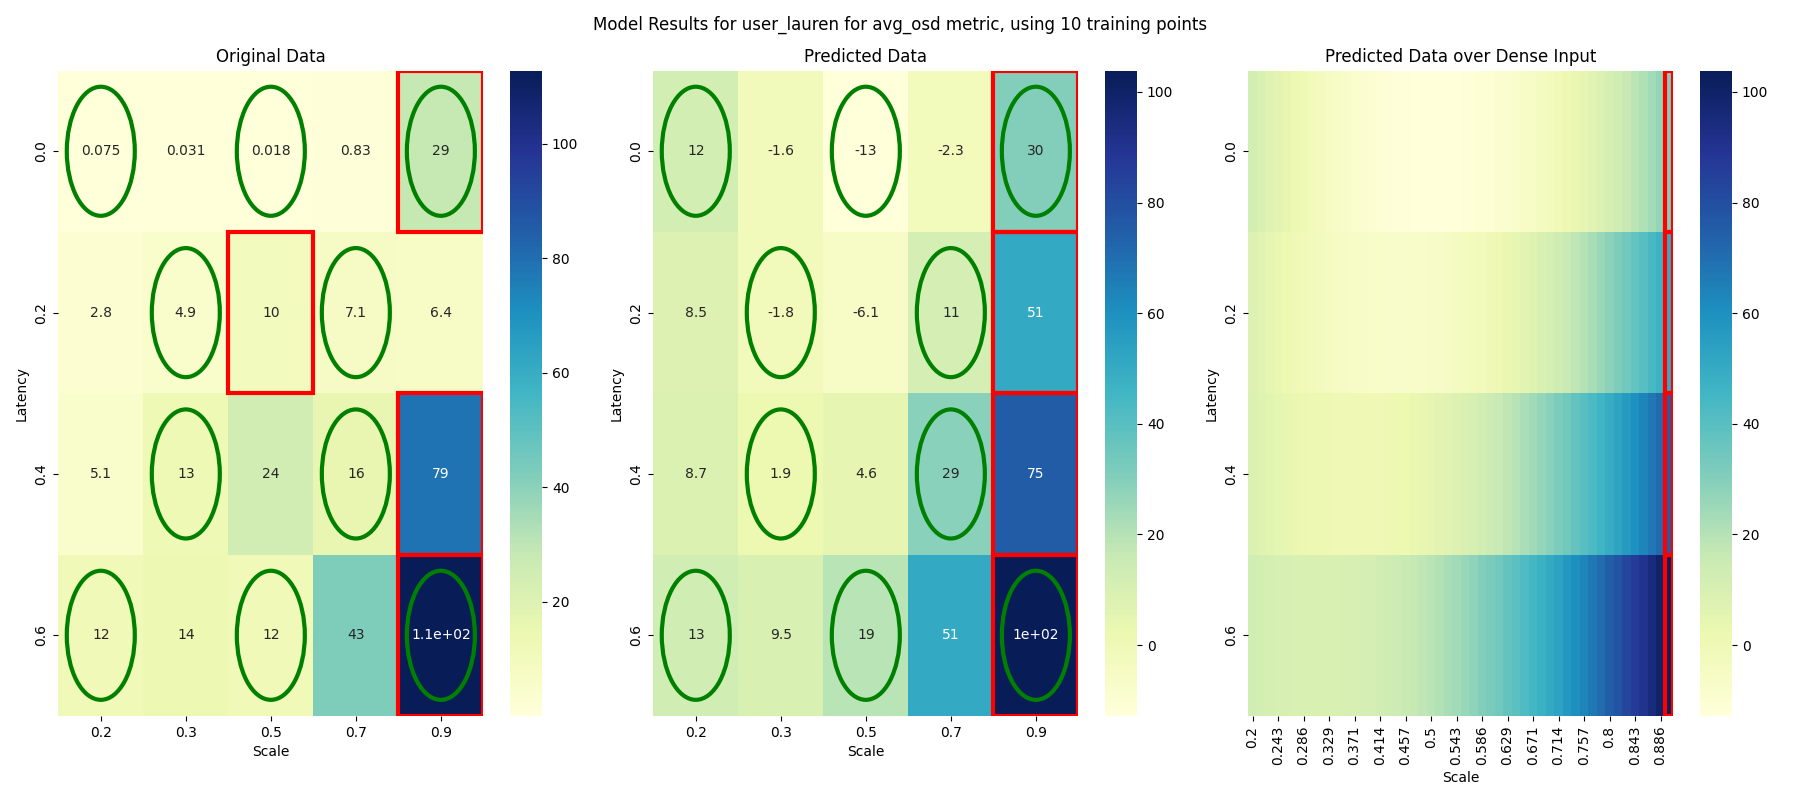 Model Results for user_lauren for avg_osd metric, using 10 training points
Original Data
0.0
0.2
0.4
0.6
Latency
0.075 0.031 0.018 0.83 29
2.8 4.9 10 7.1 6.4
5.1 13 24 16 79
12 14 12 43 1.1e+02
0.2 0.3 0.5 0.7 0.9
Scale
100
80
60
40
20
Predicted Data
0.0
0.2
0.4
0.6
Latency
12 -1.6 -13 -2.3 30
8.5 -1.8 -6.1 11 51
8.7 1.9 4.6 29 75
13 9.5 19 51 1e+02
0.2 0.3 0.5 0.7 0.9
Scale
100
80
60
40
20
0
Predicted Data over Dense Input
0.0
0.2
0.4
0.6
Latency
0.2 0.243 0.286 0.329 0.371 0.414 0.457 0.5 0.543 0.586 0.629 0.671 0.714 0.757 0.8 0.843 0.886
Scale
100
80
60
40
20
0